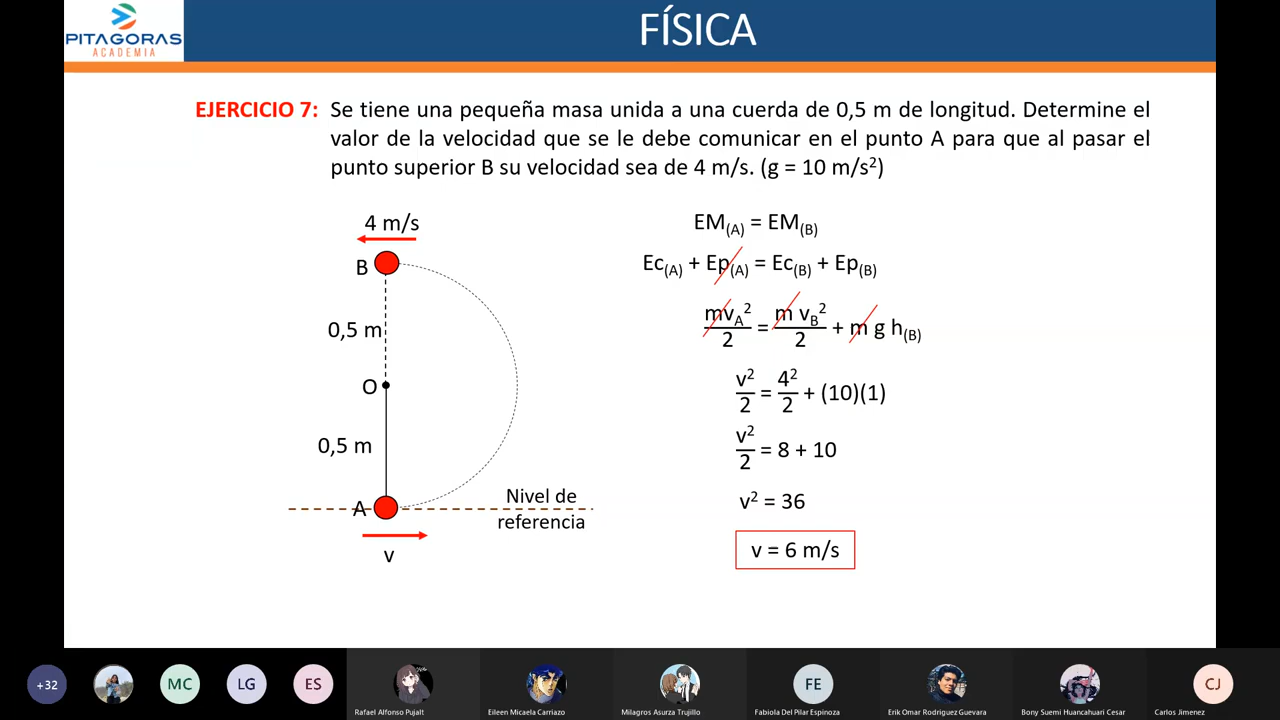 PITAGORAS
ACADEMIA
FÍSICA
EJERCICIO 7: Se tiene una pequeña masa unida a una cuerda de 0,5 m de longitud. Determine el
valor de la velocidad que se le debe comunicar en el punto A para que al pasar el
punto superior B su velocidad sea de 4 m/s. (g = 10 m/s²)
4 m/s
B
0,5 m
O
0,5 m
A
Nivel de
referencia
v
EM(A) = EM(B)
Ec(A) + Ep(A) = Ec(B) + Ep(B)
mvA²/2 = m vB²/2 + m g h(B)
v²/2 = 4²/2 + (10)(1)
v²/2 = 8 + 10
v² = 36
v = 6 m/s
+32
MC
LG
ES
FE
CJ
Rafael Alfonso Pujalt
Eileen Micaela Carriazo
Milagros Asurza Trujillo
Fabiola Del Pilar Espinoza
Erik Omar Rodriguez Guevara
Bony Suemi Huancahuari Cesar
Carlos Jimenez